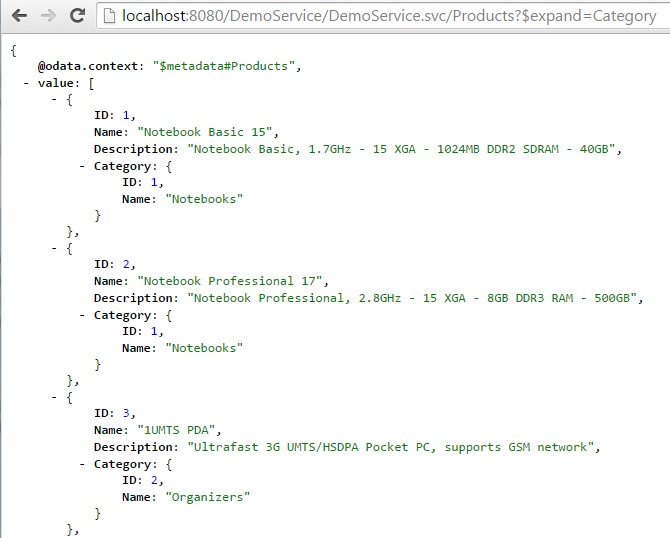 localhost:8080/DemoService/DemoService.svc/Products?$expand=Category
{
@odata.context: "$metadata#Products",
- value: [
- {
ID: 1,
Name: "Notebook Basic 15",
Description: "Notebook Basic, 1.7GHz - 15 XGA - 1024MB DDR2 SDRAM - 40GB",
- Category: {
ID: 1,
Name: "Notebooks"
}
},
- {
ID: 2,
Name: "Notebook Professional 17",
Description: "Notebook Professional, 2.8GHz - 15 XGA - 8GB DDR3 RAM - 500GB",
- Category: {
ID: 1,
Name: "Notebooks"
}
},
- {
ID: 3,
Name: "1UMTS PDA",
Description: "Ultrafast 3G UMTS/HSDPA Pocket PC, supports GSM network",
- Category: {
ID: 2,
Name: "Organizers"
}
},